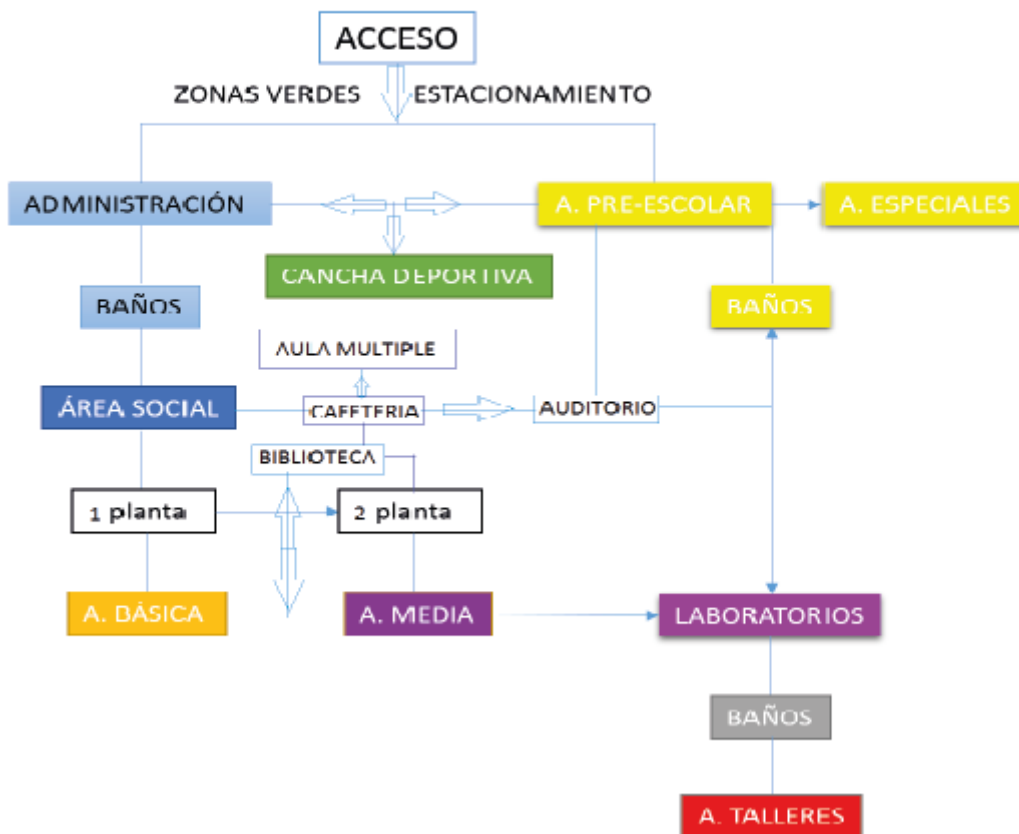 ACCESO
ZONAS VERDES
ESTACIONAMIENTO
ADMINISTRACIÓN
A. PRE-ESCOLAR
A. ESPECIALES
CANCHA DEPORTIVA
BAÑOS
BAÑOS
AULA MULTIPLE
ÁREA SOCIAL
CAFETERIA
AUDITORIO
BIBLIOTECA
1 planta
2 planta
A. BÁSICA
A. MEDIA
LABORATORIOS
BAÑOS
A. TALLERES